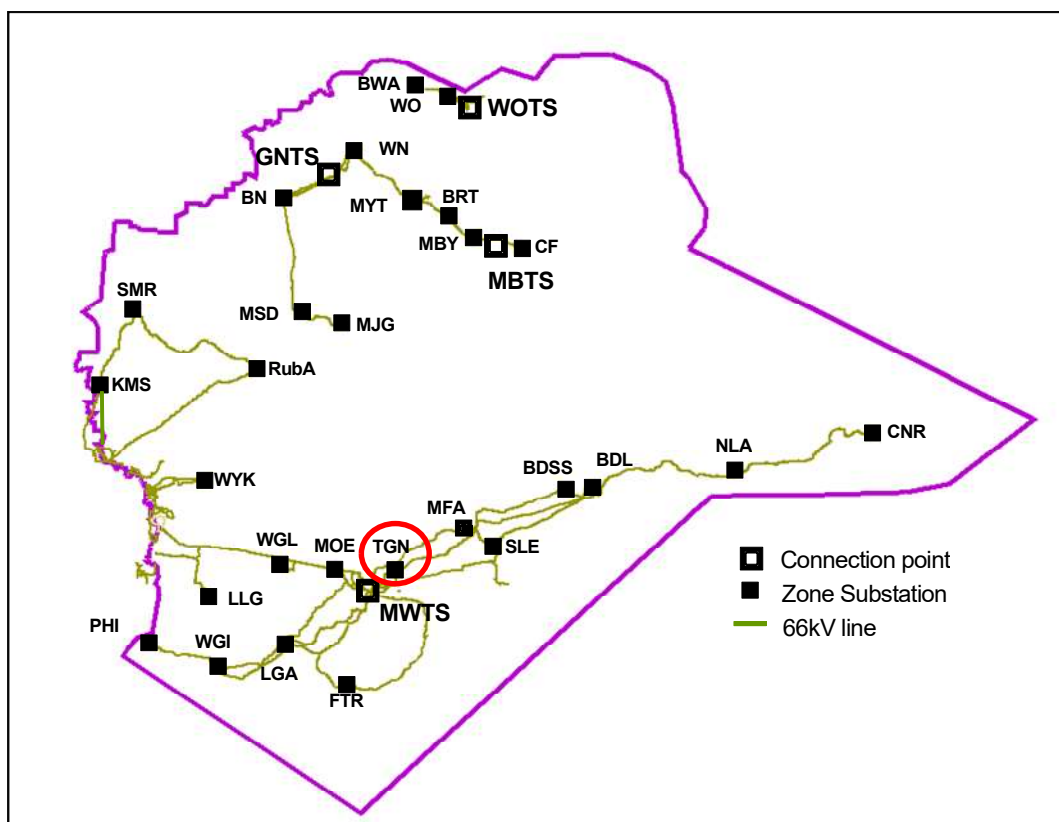 BWA
WO
WOTS
GNTS
WN
BN
MYT
BRT
MBY
CF
MBTS
SMR
MSD
MJG
KMS
RubA
CNR
NLA
BDSS
BDL
WYK
MFA
WGL
MOE
TGN
SLE
Connection point
LLG
MWTS
Zone Substation
PHI
WGI
66kV line
LGA
FTR